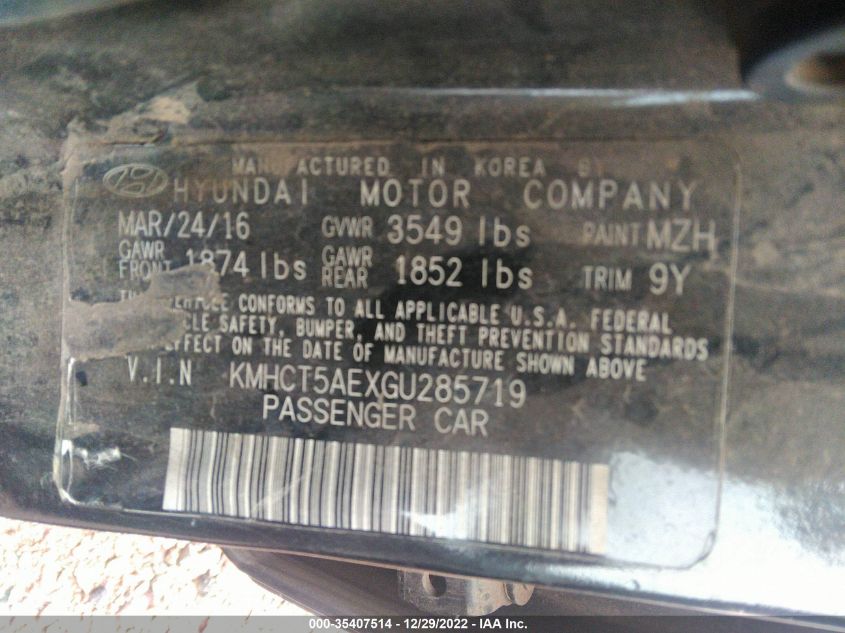 MANUFACTURED IN KOREA BY
HYUNDAI MOTOR COMPANY
MAR/24/16 GVWR 3549 lbs PAINT MZH
GAWR FRONT 1874 lbs GAWR REAR 1852 lbs TRIM 9Y
VEHICLE CONFORMS TO ALL APPLICABLE U.S.A. FEDERAL
CLE SAFETY, BUMPER, AND THEFT PREVENTION STANDARDS
EFFECT ON THE DATE OF MANUFACTURE SHOWN ABOVE
V.I.N KMHCT5AEXGU285719
PASSENGER CAR
000-35407514 - 12/29/2022 - IAA Inc.